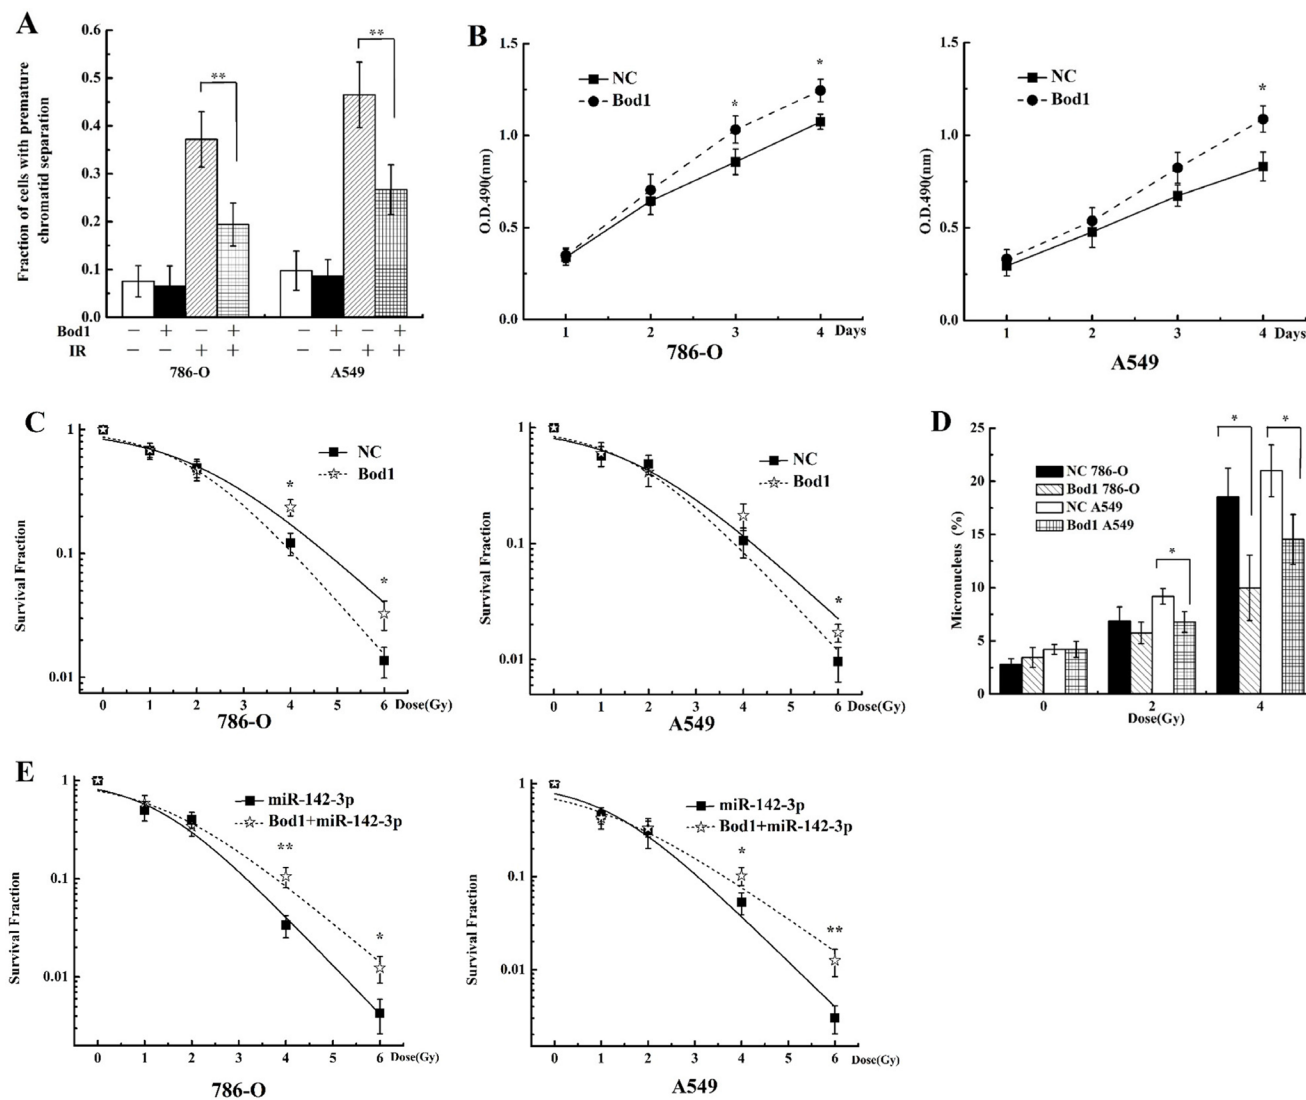 A
Fraction of cells with premature
chromatid separation
0.6
0.5
0.4
0.3
0.2
0.1
0.0
**
**
Bod1 − + − + − + − +
IR − − + + − − + +
786-O A549
B
O.D.490(nm)
1.5
1.0
0.5
0.0
NC
Bod1
*
*
1 2 3 4 Days
786-O
O.D.490(nm)
1.5
1.0
0.5
0.0
NC
Bod1
*
1 2 3 4 Days
A549
C
Survival Fraction
1
0.1
0.01
NC
Bod1
*
*
0 1 2 3 4 5 6 Dose(Gy)
786-O
Survival Fraction
1
0.1
0.01
NC
Bod1
*
0 1 2 3 4 5 6 Dose(Gy)
A549
D
Micronucleus (%)
25
20
15
10
5
0
NC 786-O
Bod1 786-O
NC A549
Bod1 A549
*
*
*
0 2 4
Dose(Gy)
E
Survival Fraction
1
0.1
0.01
miR-142-3p
Bod1+miR-142-3p
**
*
0 1 2 3 4 5 6 Dose(Gy)
786-O
Survival Fraction
1
0.1
0.01
miR-142-3p
Bod1+miR-142-3p
*
**
0 1 2 3 4 5 6 Dose(Gy)
A549